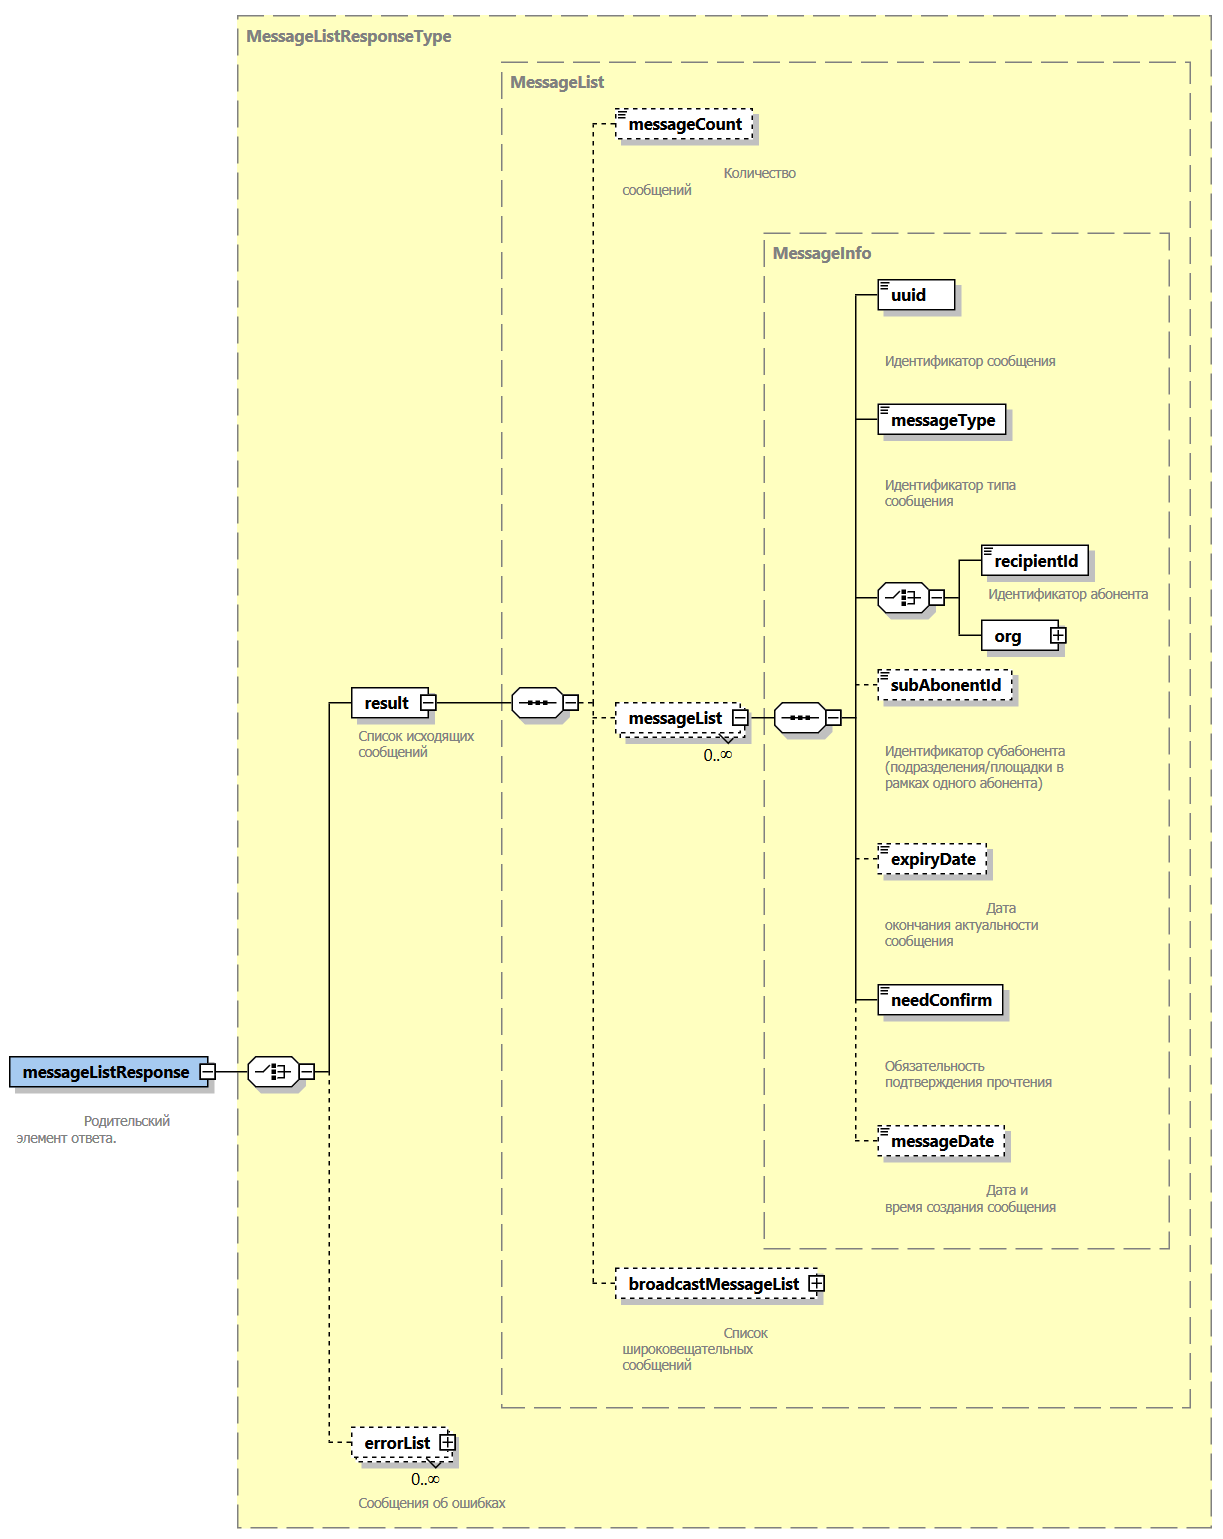 MessageListResponseType
MessageList
messageCount
Количество
сообщений
MessageInfo
uuid
Идентификатор сообщения
messageType
Идентификатор типа
сообщения
recipientId
Идентификатор абонента
org
subAbonentId
Идентификатор субабонента
(подразделения/площадки в
рамках одного абонента)
result
Список исходящих
сообщений
messageList
0..∞
expiryDate
Дата
окончания актуальности
сообщения
needConfirm
Обязательность
подтверждения прочтения
messageListResponse
Родительский
элемент ответа.
messageDate
Дата и
время создания сообщения
broadcastMessageList
Список
широковещательных
сообщений
errorList
0..∞
Сообщения об ошибках